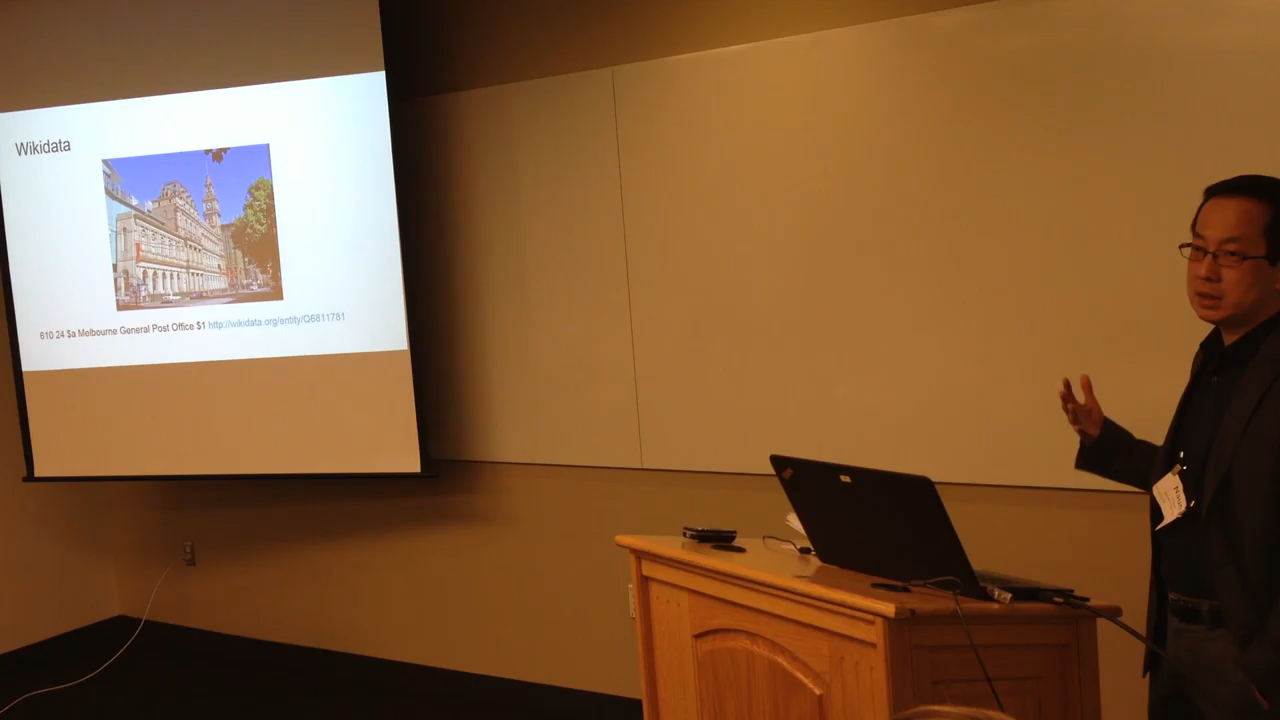 Wikidata
610 24 $a Melbourne General Post Office $1 http://wikidata.org/entity/Q6811781